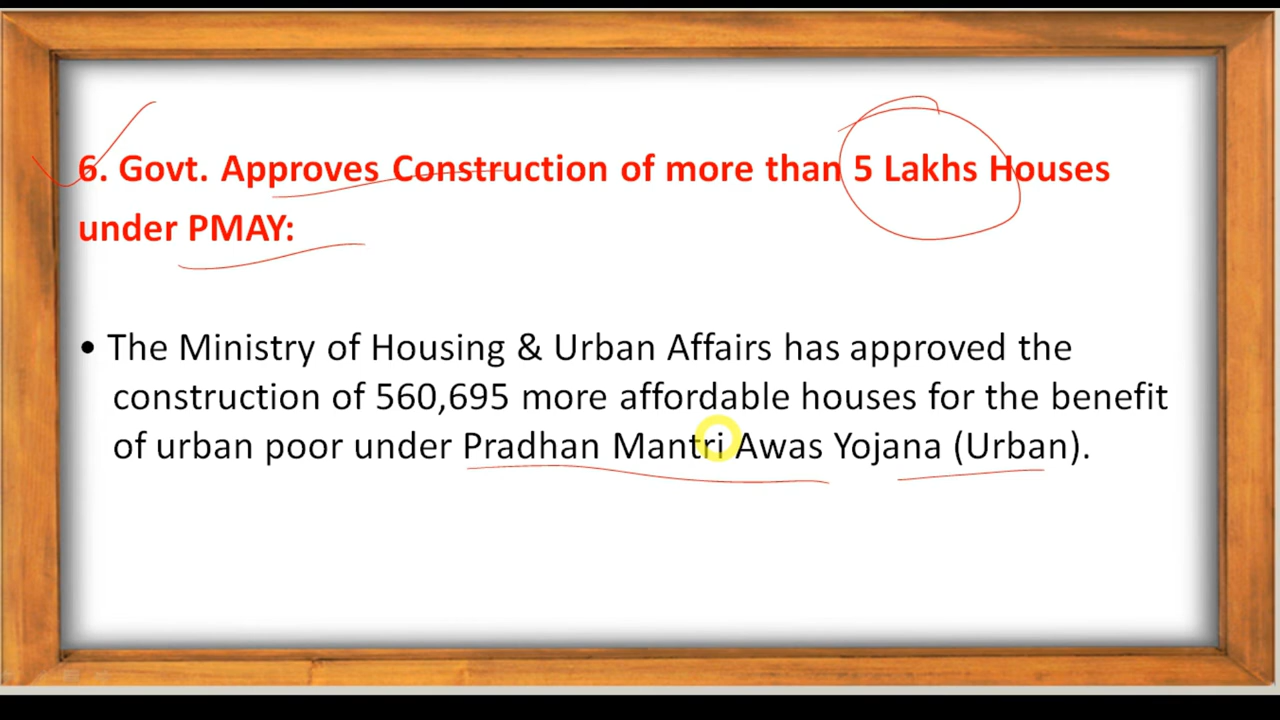 6. Govt. Approves Construction of more than 5 Lakhs Houses
under PMAY:
• The Ministry of Housing & Urban Affairs has approved the
construction of 560,695 more affordable houses for the benefit
of urban poor under Pradhan Mantri Awas Yojana (Urban).